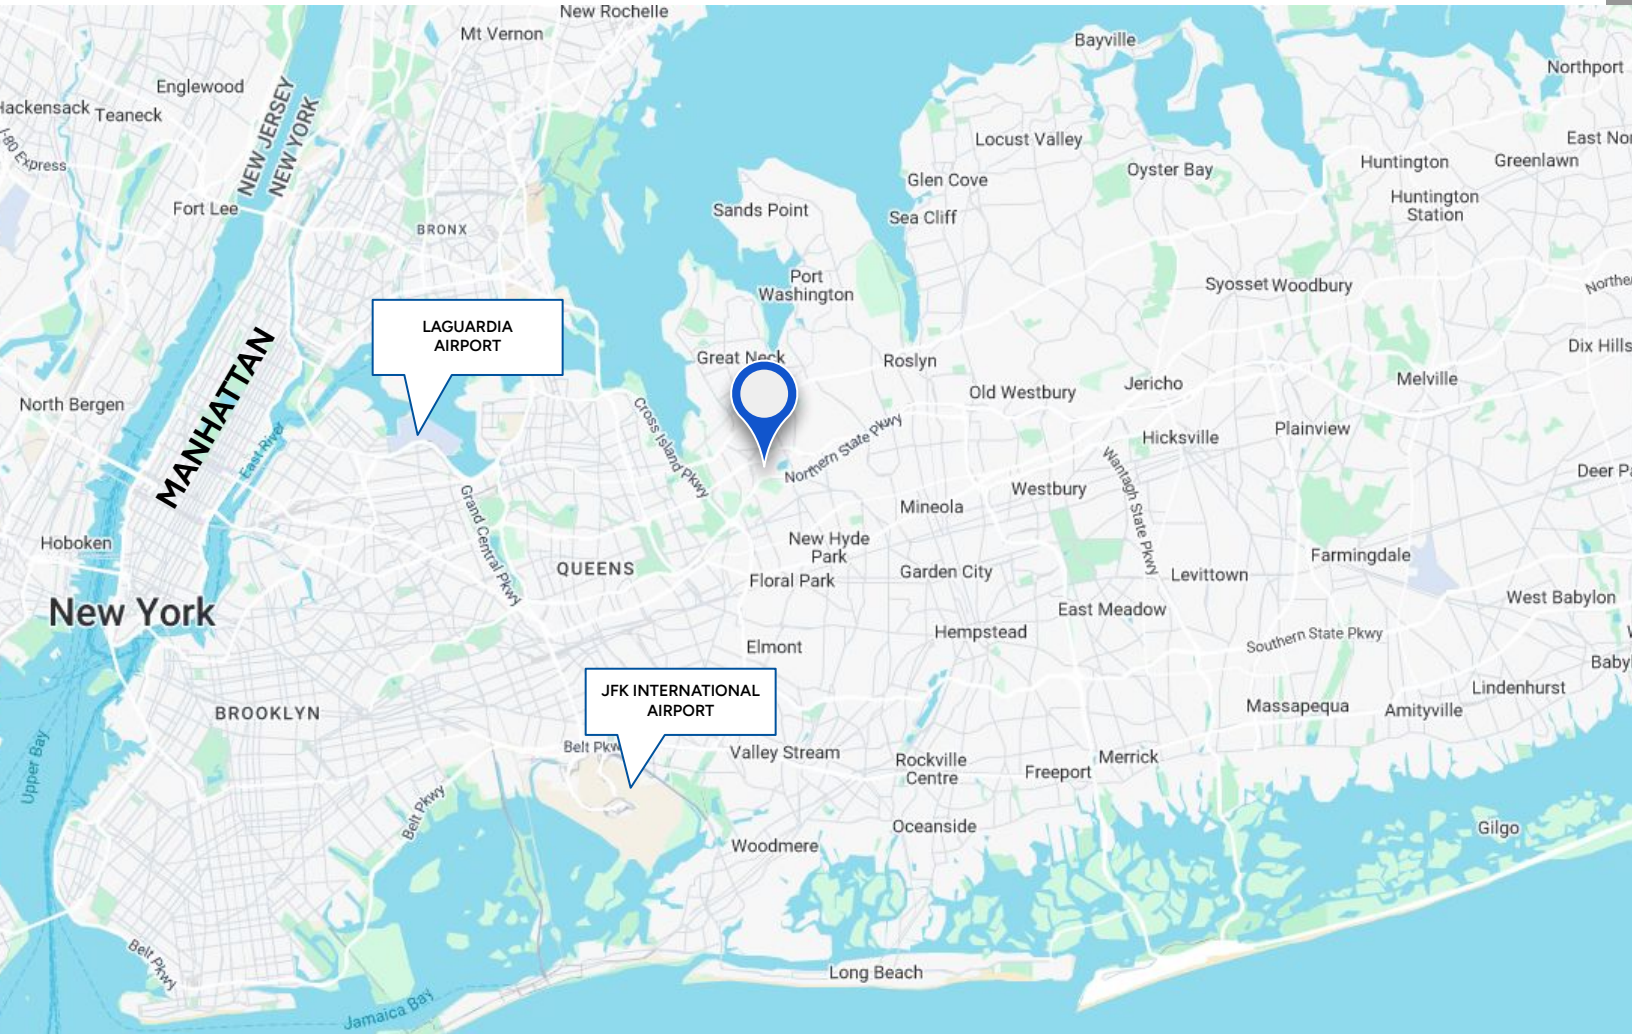 New Rochelle
Mt Vernon
Bayville
Northport
Englewood
Hackensack
Teaneck
I-80 Express
NEW JERSEY
NEW YORK
Locust Valley
East Nor
Huntington
Greenlawn
Oyster Bay
Glen Cove
Huntington
Station
Fort Lee
Sands Point
Sea Cliff
BRONX
Port
Washington
Syosset
Woodbury
Northe
LAGUARDIA
AIRPORT
MANHATTAN
Great Neck
Roslyn
Dix Hills
Old Westbury
Jericho
Melville
North Bergen
East River
Cross Island Pkwy
Northern State Pkwy
Hicksville
Plainview
Wantagh State Pkwy
Deer Pa
Grand Central Pkwy
Westbury
Mineola
Hoboken
New Hyde
Park
Farmingdale
QUEENS
Floral Park
Garden City
Levittown
New York
East Meadow
West Babylon
Hempstead
Southern State Pkwy
Elmont
Baby
JFK INTERNATIONAL
AIRPORT
Lindenhurst
BROOKLYN
Massapequa
Amityville
Upper Bay
Belt Pkw
Valley Stream
Rockville
Centre
Merrick
Freeport
Belt Pkwy
Oceanside
Gilgo
Woodmere
Belt Pkwy
Long Beach
Jamaica Bay